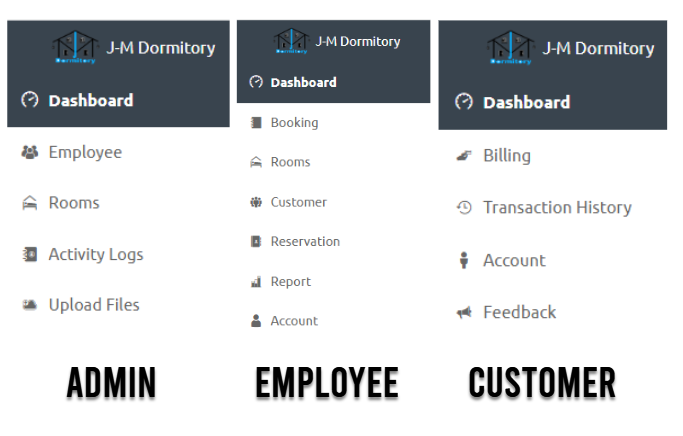 J-M Dormitory
Dormitory
Dashboard
Employee
Rooms
Activity Logs
Upload Files
ADMIN
J-M Dormitory
Dormitory
Dashboard
Booking
Rooms
Customer
Reservation
Report
Account
EMPLOYEE
J-M Dormitory
Dormitory
Dashboard
Billing
Transaction History
Account
Feedback
CUSTOMER